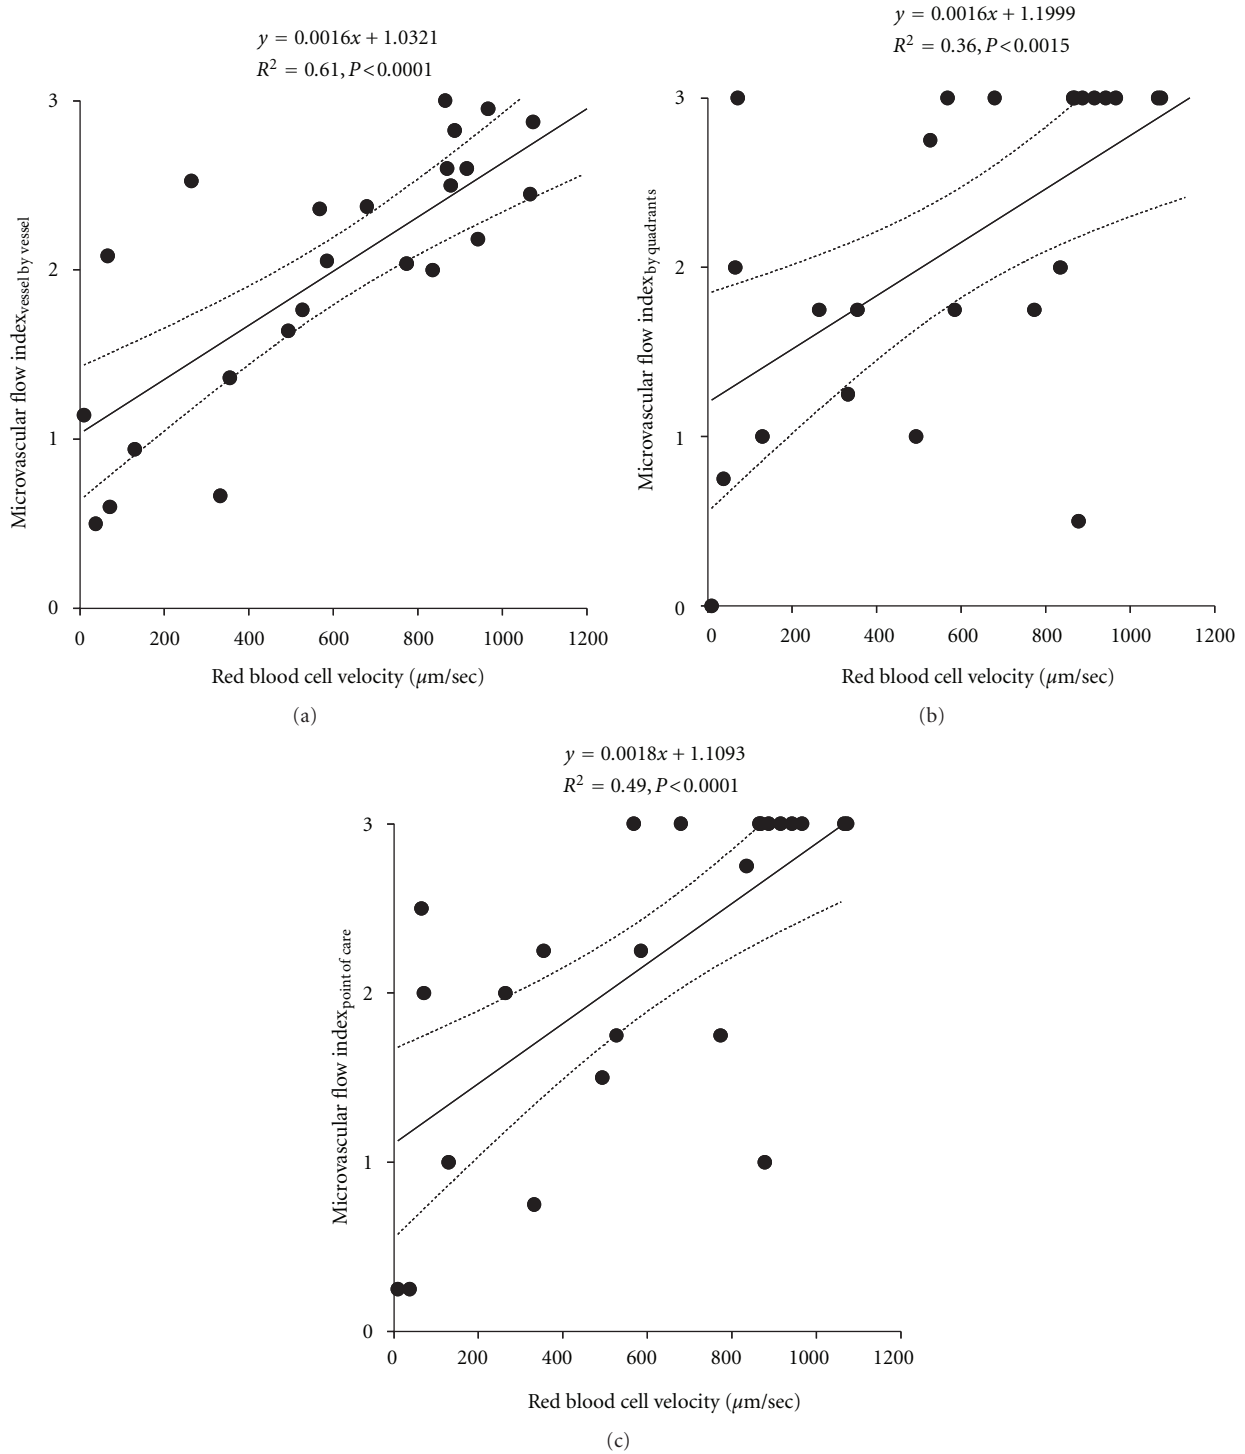 y = 0.0016x + 1.0321
R² = 0.61, P<0.0001
3
2
1
0
Microvascular flow index vessel by vessel
0 200 400 600 800 1000 1200
Red blood cell velocity (μm/sec)
(a)
y = 0.0016x + 1.1999
R² = 0.36, P<0.0015
3
2
1
0
Microvascular flow index by quadrants
0 200 400 600 800 1000 1200
Red blood cell velocity (μm/sec)
(b)
y = 0.0018x + 1.1093
R² = 0.49, P<0.0001
3
2
1
0
Microvascular flow index point of care
0 200 400 600 800 1000 1200
Red blood cell velocity (μm/sec)
(c)